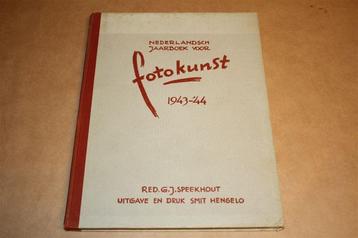 NEDERLANDSCH
JAARBOEK VOOR
fotokunst
1943-'44
RED. G.J. SPEEKHOUT
UITGAVE EN DRUK SMIT HENGELO